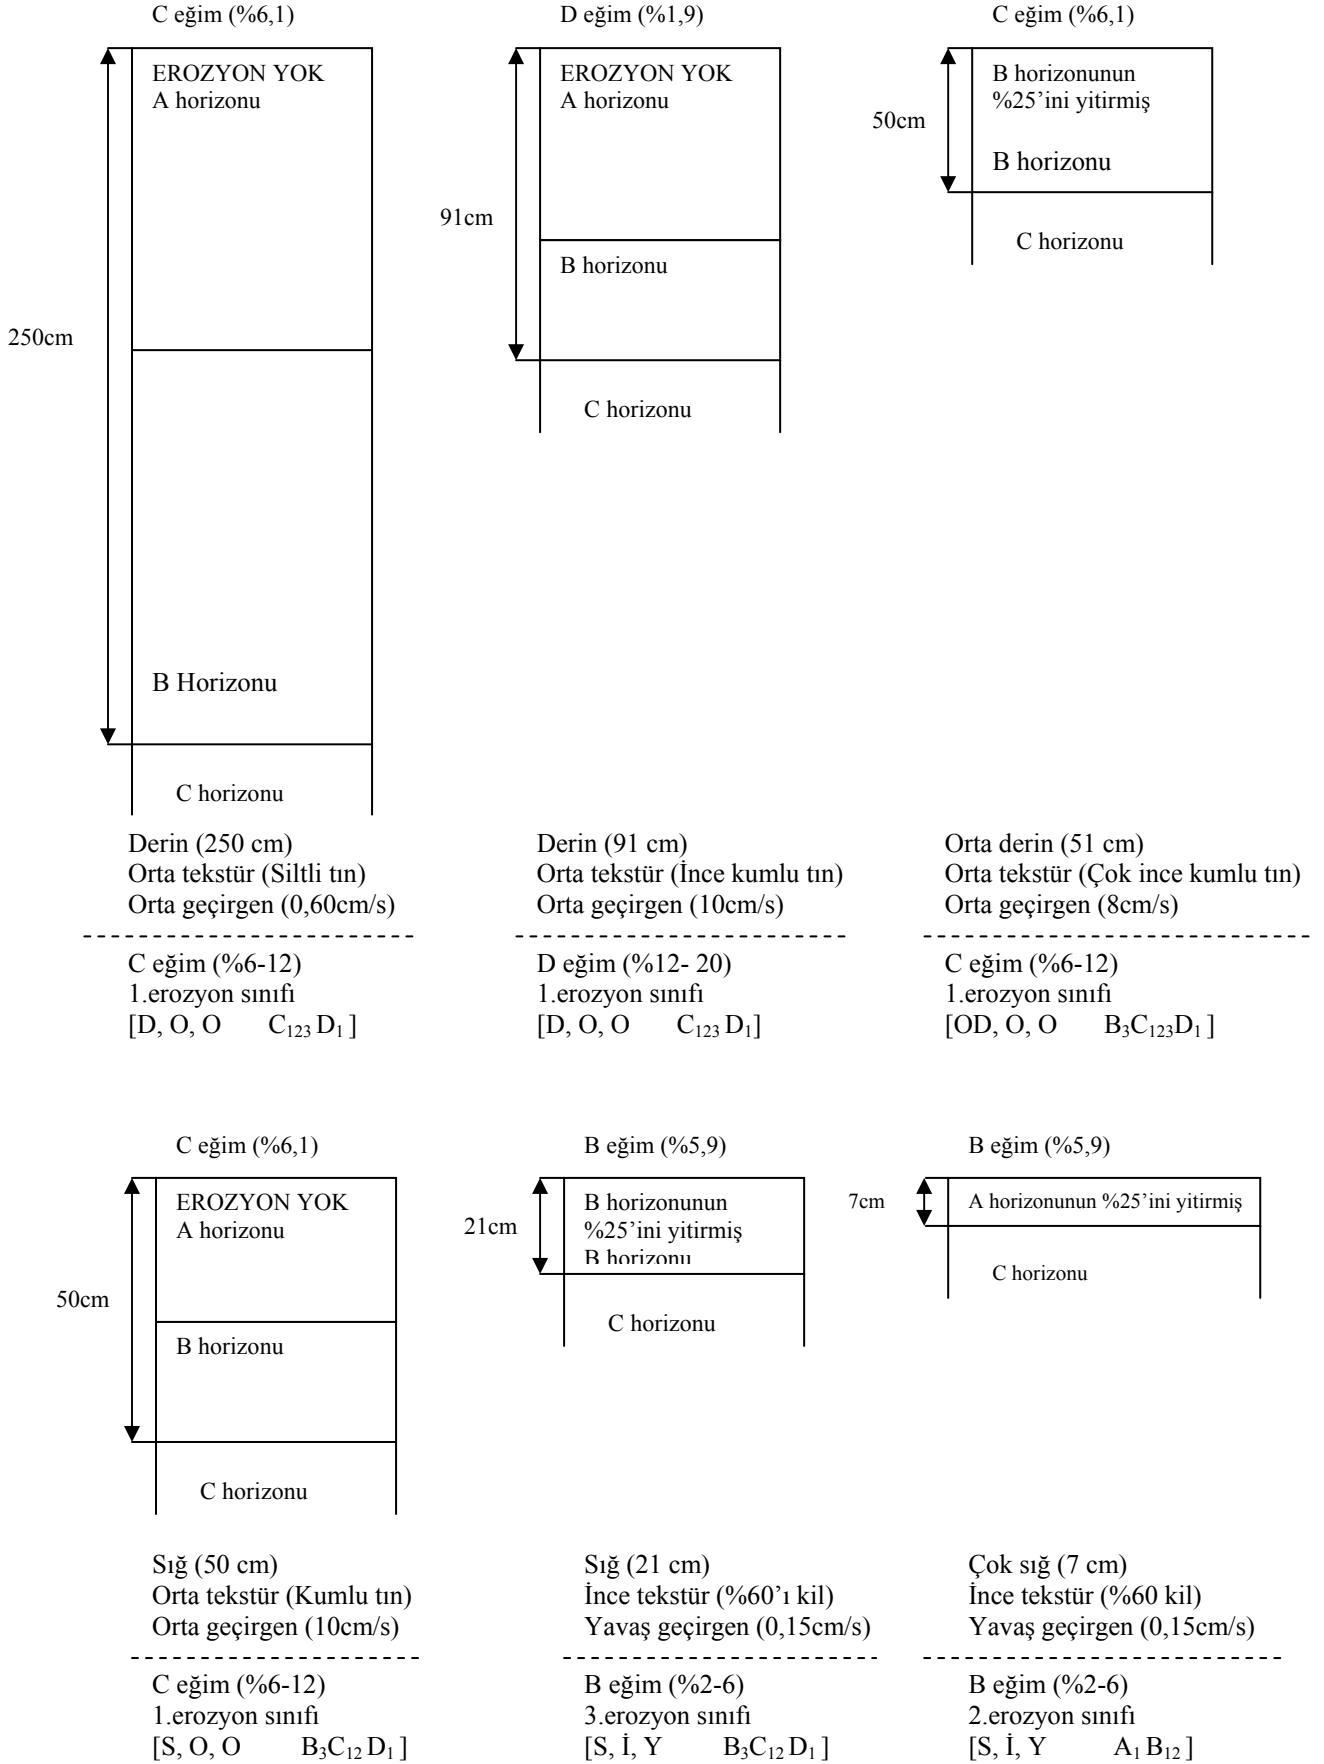 C eğim (%6,1)
EROZYON YOK
A horizonu
250cm
B Horizonu
C horizonu
Derin (250 cm)
Orta tekstür (Siltli tın)
Orta geçirgen (0,60cm/s)
C eğim (%6-12)
1.erozyon sınıfı
[D, O, O C₁₂₃ D₁ ]
D eğim (%1,9)
EROZYON YOK
A horizonu
91cm
B horizonu
C horizonu
Derin (91 cm)
Orta tekstür (İnce kumlu tın)
Orta geçirgen (10cm/s)
D eğim (%12- 20)
1.erozyon sınıfı
[D, O, O C₁₂₃ D₁]
C eğim (%6,1)
B horizonunun
%25’ini yitirmiş
50cm
B horizonu
C horizonu
Orta derin (51 cm)
Orta tekstür (Çok ince kumlu tın)
Orta geçirgen (8cm/s)
C eğim (%6-12)
1.erozyon sınıfı
[OD, O, O B₃C₁₂₃D₁ ]
C eğim (%6,1)
EROZYON YOK
A horizonu
50cm
B horizonu
C horizonu
Sığ (50 cm)
Orta tekstür (Kumlu tın)
Orta geçirgen (10cm/s)
C eğim (%6-12)
1.erozyon sınıfı
[S, O, O B₃C₁₂ D₁ ]
B eğim (%5,9)
B horizonunun
%25’ini yitirmiş
21cm
B horizonu
C horizonu
Sığ (21 cm)
İnce tekstür (%60’ı kil)
Yavaş geçirgen (0,15cm/s)
B eğim (%2-6)
3.erozyon sınıfı
[S, İ, Y B₃C₁₂ D₁ ]
B eğim (%5,9)
7cm
A horizonunun %25’ini yitirmiş
C horizonu
Çok sığ (7 cm)
İnce tekstür (%60 kil)
Yavaş geçirgen (0,15cm/s)
B eğim (%2-6)
2.erozyon sınıfı
[S, İ, Y A₁ B₁₂ ]